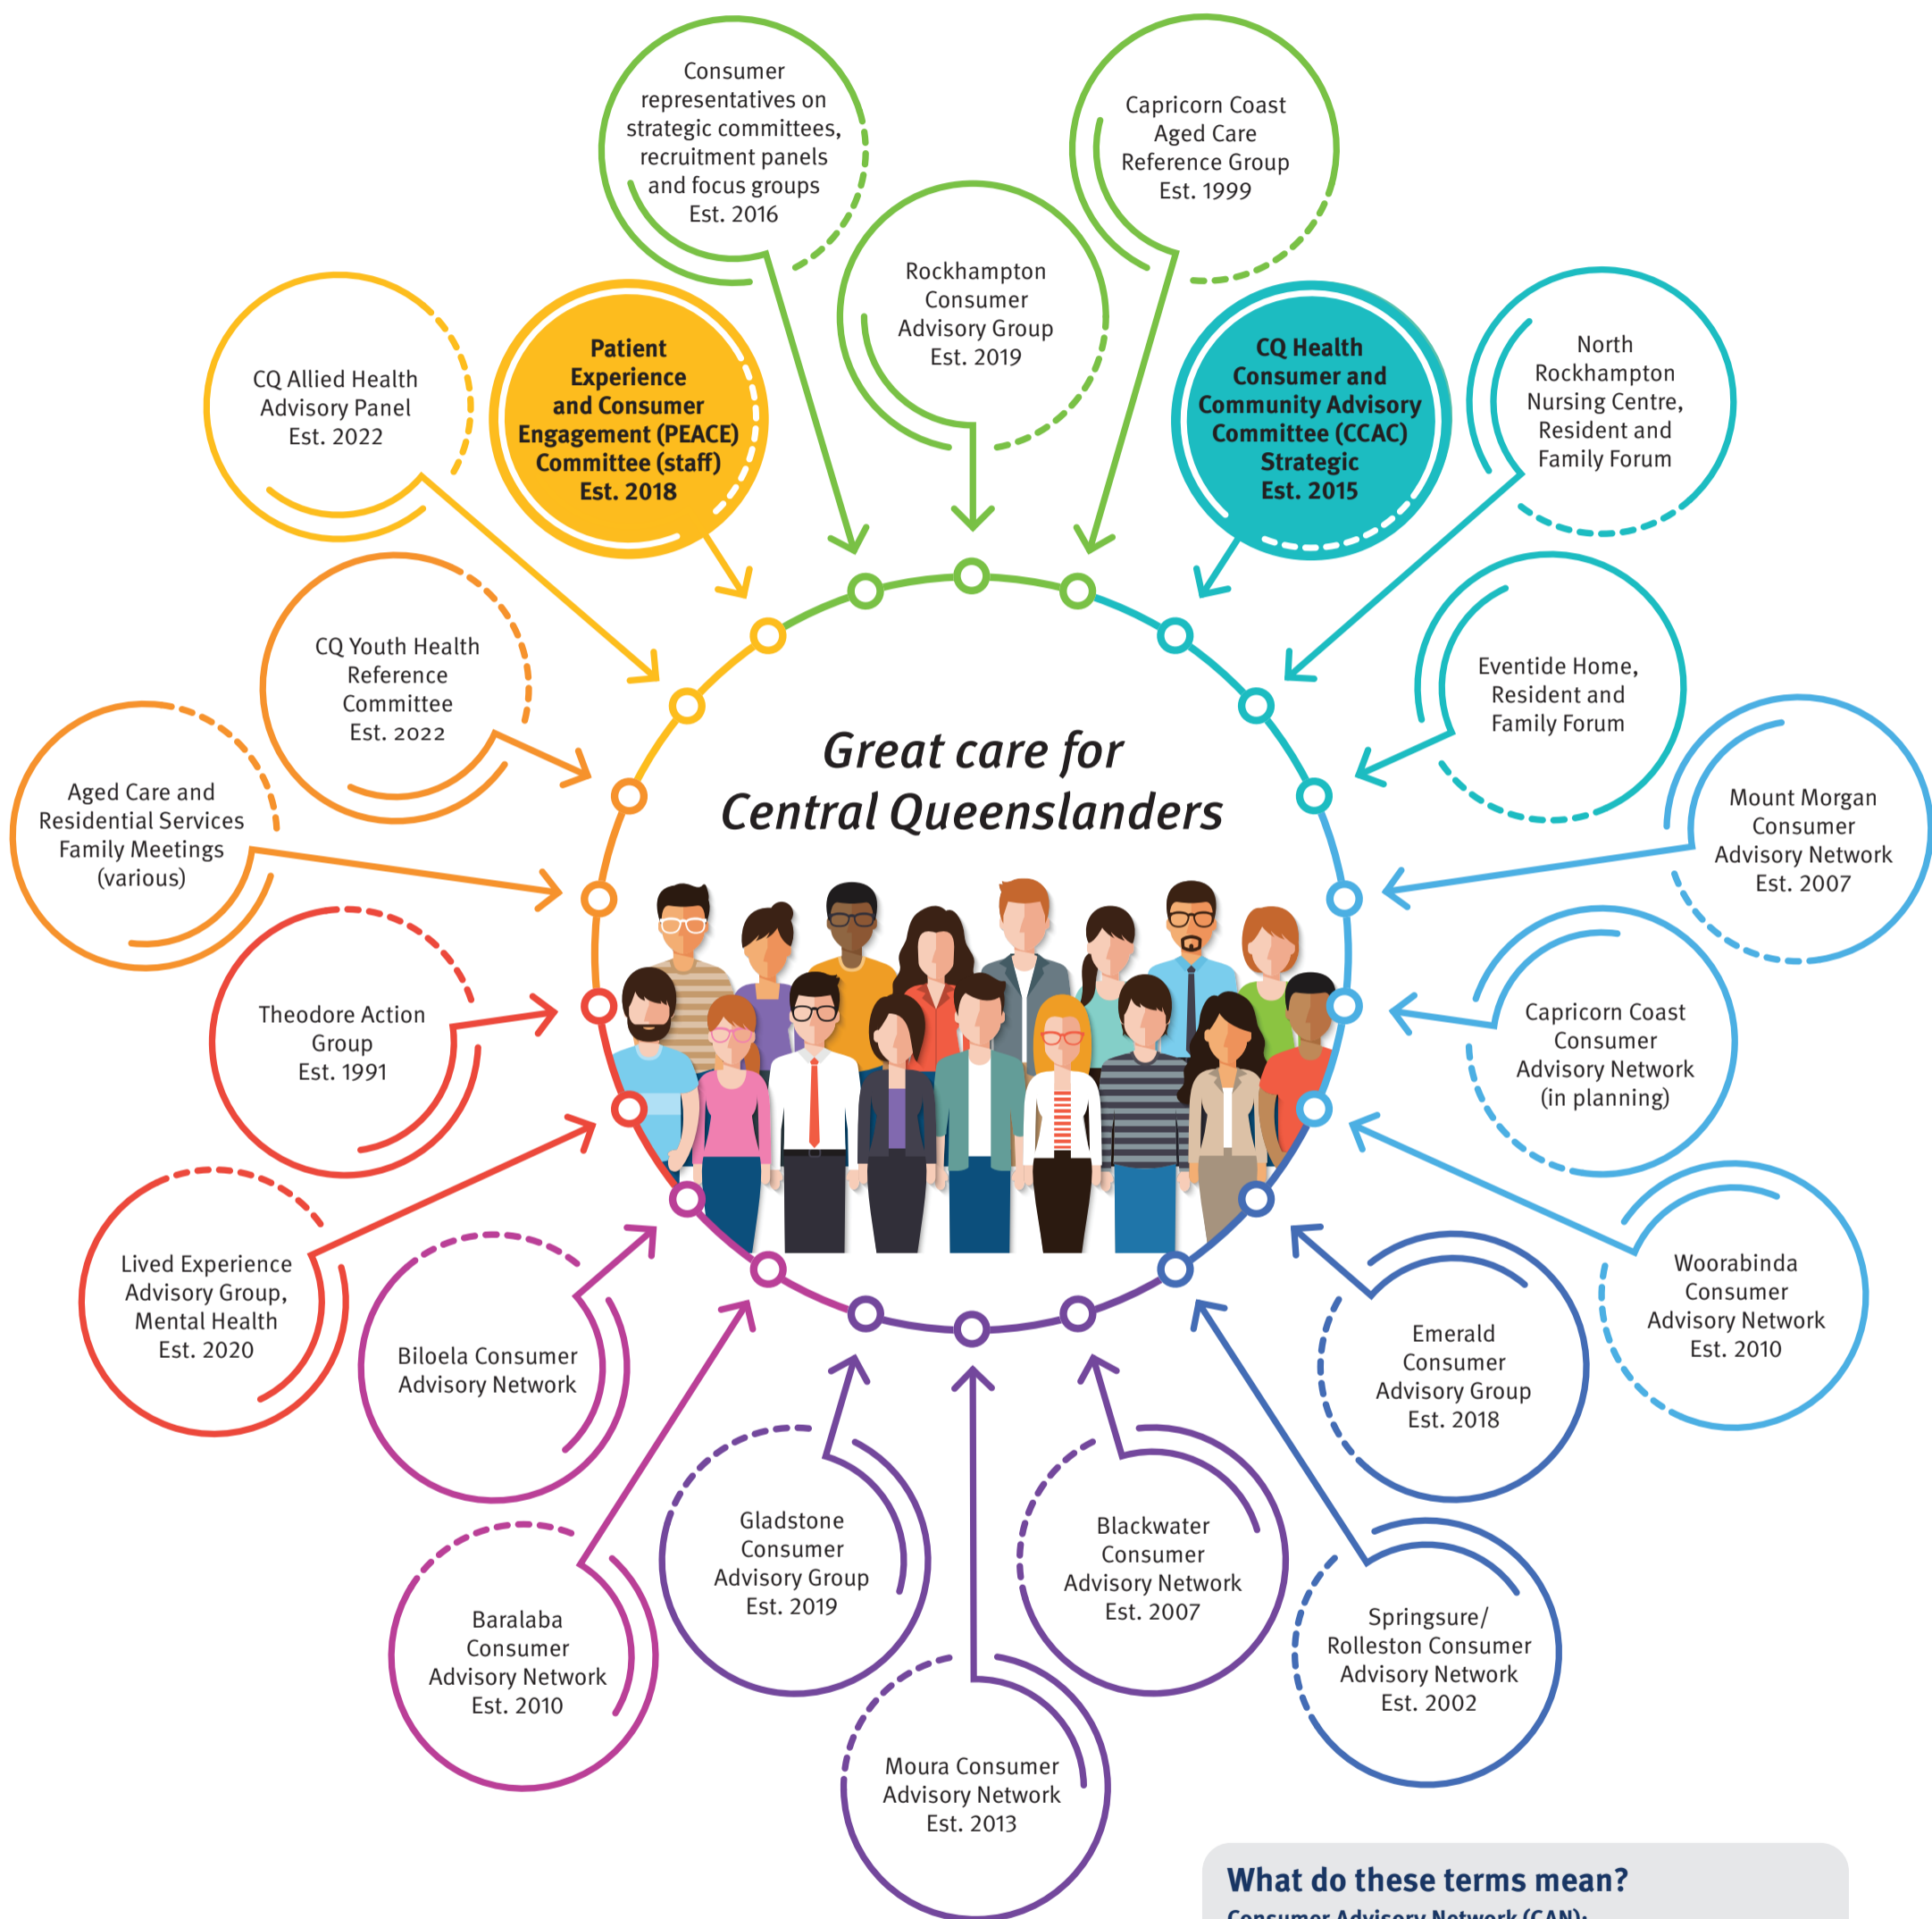 Consumer
representatives on
strategic committees,
recruitment panels
and focus groups
Est. 2016
Capricorn Coast
Aged Care
Reference Group
Est. 1999
Rockhampton
Consumer
Advisory Group
Est. 2019
CQ Allied Health
Advisory Panel
Est. 2022
Patient
Experience
and Consumer
Engagement (PEACE)
Committee (staff)
Est. 2018
CQ Health
Consumer and
Community Advisory
Committee (CCAC)
Strategic
Est. 2015
North
Rockhampton
Nursing Centre,
Resident and
Family Forum
CQ Youth Health
Reference
Committee
Est. 2022
Eventide Home,
Resident and
Family Forum
Great care for
Central Queenslanders
Aged Care and
Residential Services
Family Meetings
(various)
Mount Morgan
Consumer
Advisory Network
Est. 2007
Theodore Action
Group
Est. 1991
Capricorn Coast
Consumer
Advisory Network
(in planning)
Lived Experience
Advisory Group,
Mental Health
Est. 2020
Woorabinda
Consumer
Advisory Network
Est. 2010
Biloela Consumer
Advisory Network
Emerald
Consumer
Advisory Group
Est. 2018
Gladstone
Consumer
Advisory Group
Est. 2019
Blackwater
Consumer
Advisory Network
Est. 2007
Baralaba
Consumer
Advisory Network
Est. 2010
Springsure/
Rolleston Consumer
Advisory Network
Est. 2002
Moura Consumer
Advisory Network
Est. 2013
What do these terms mean?
Consumer Advisory Network (CAN):